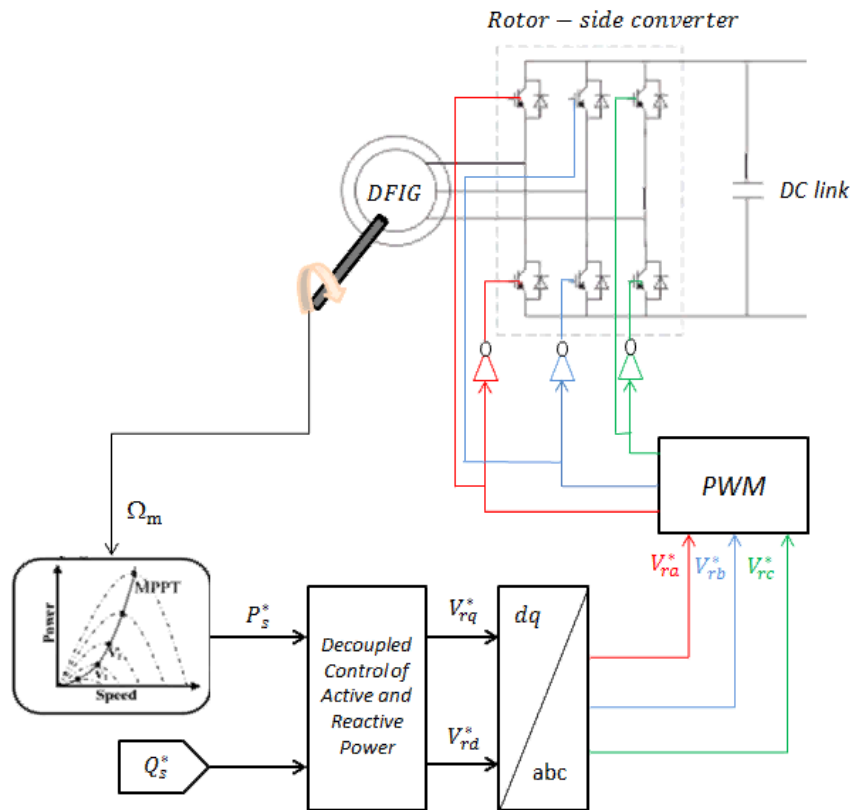 Rotor – side converter
DFIG
DC link
PWM
Ωm
V*ra
V*rb
V*rc
MPPT
Power
Speed
P*s
V*rq
dq
Decoupled
Control of
Active and
Reactive
Power
Q*s
V*rd
abc